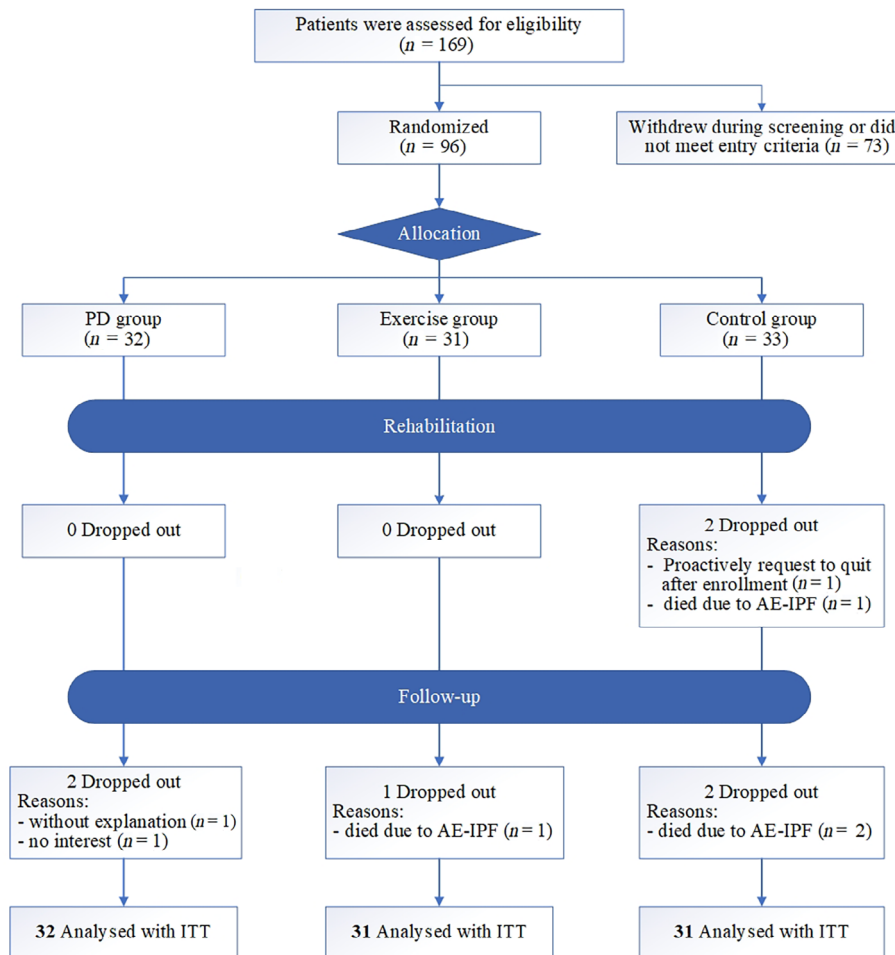 Patients were assessed for eligibility
(n = 169)
Randomized
(n = 96)
Withdrew during screening or did
not meet entry criteria (n = 73)
Allocation
PD group
(n = 32)
Exercise group
(n = 31)
Control group
(n = 33)
Rehabilitation
0 Dropped out
0 Dropped out
2 Dropped out
Reasons:
- Proactively request to quit
after enrollment (n=1)
- died due to AE-IPF (n=1)
Follow-up
2 Dropped out
Reasons:
- without explanation (n=1)
- no interest (n=1)
1 Dropped out
Reasons:
- died due to AE-IPF (n=1)
2 Dropped out
Reasons:
- died due to AE-IPF (n= 2)
32 Analysed with ITT
31 Analysed with ITT
31 Analysed with ITT